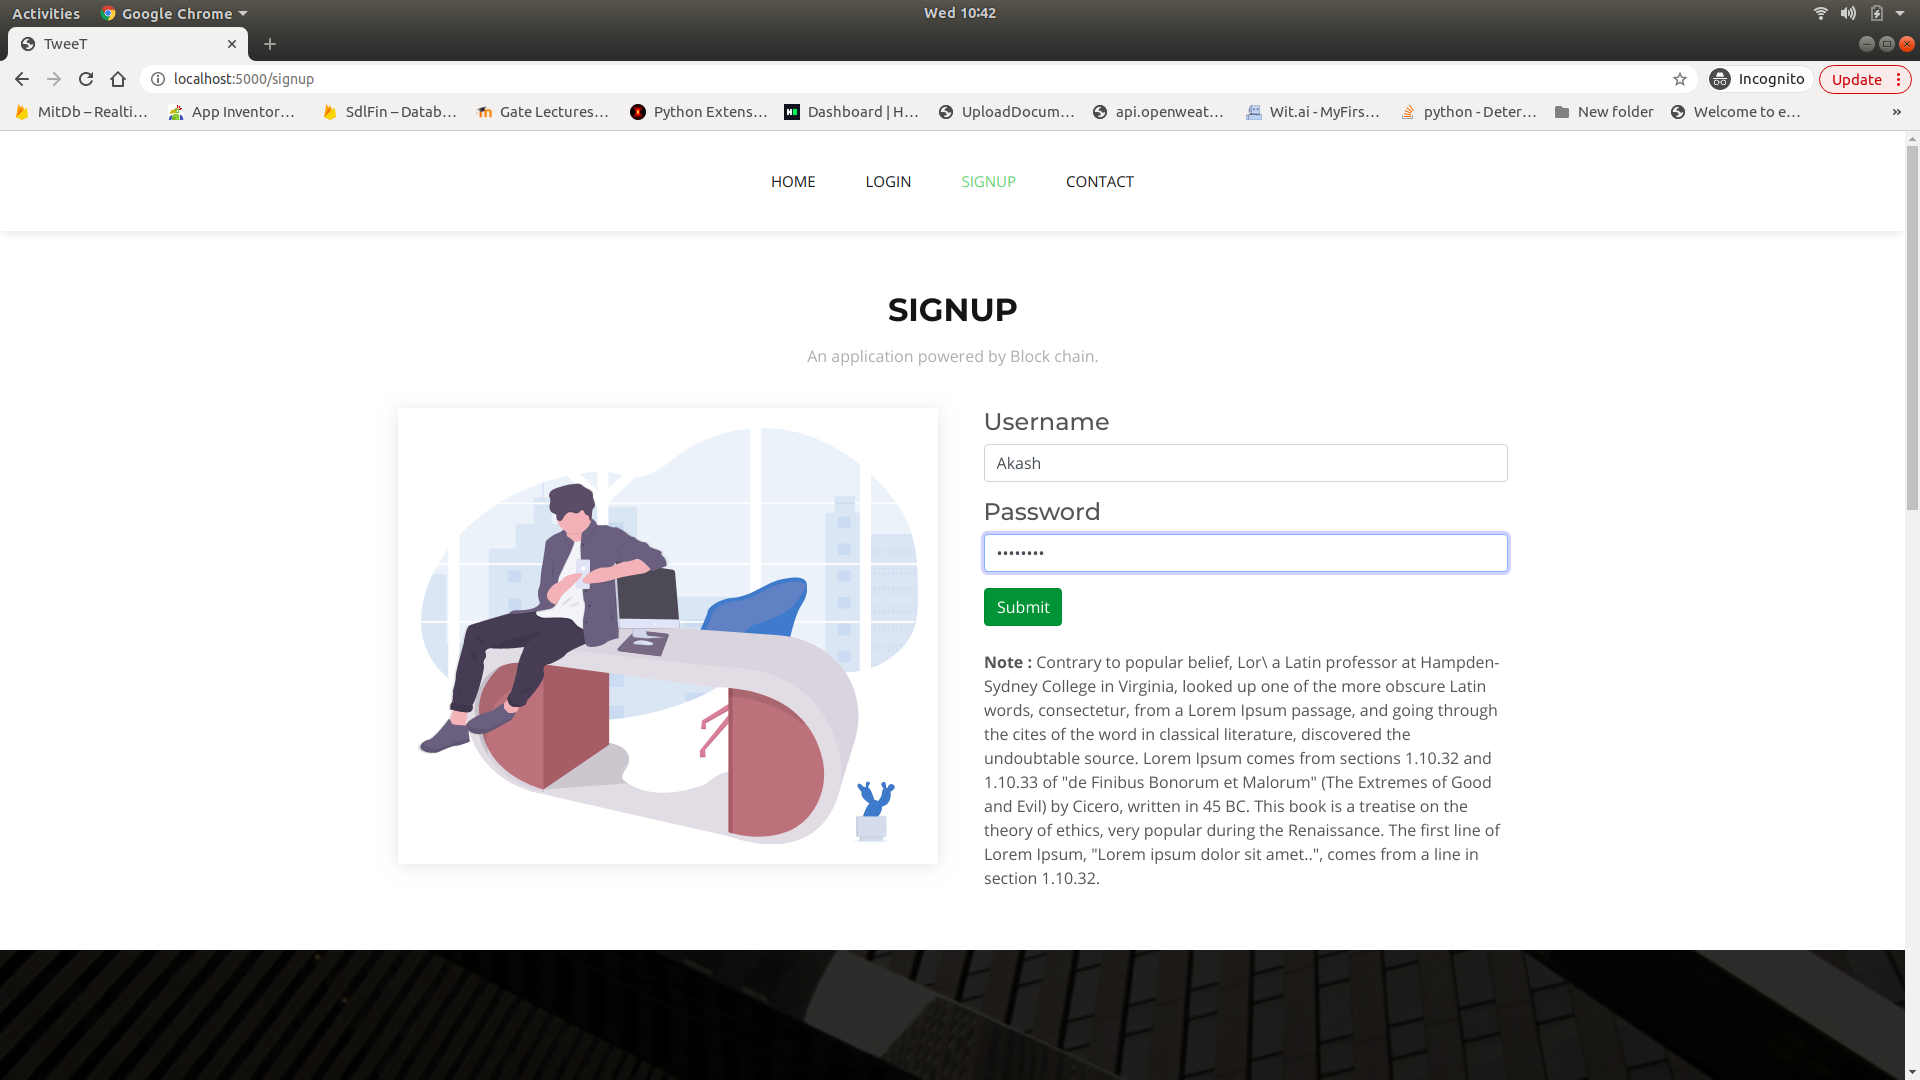 Activities
Google Chrome
Wed 10:42
TweeT
localhost:5000/signup
Incognito
Update
MitDb – Realti…
App Inventor…
SdlFin – Datab…
Gate Lectures…
Python Extens…
Dashboard | H…
UploadDocum…
api.openweat…
Wit.ai - MyFirs…
python - Deter…
New folder
Welcome to e…
»
HOME
LOGIN
SIGNUP
CONTACT
SIGNUP
An application powered by Block chain.
Username
Akash
Password
••••••••
Submit
Note : Contrary to popular belief, Lor\ a Latin professor at Hampden-
Sydney College in Virginia, looked up one of the more obscure Latin
words, consectetur, from a Lorem Ipsum passage, and going through
the cites of the word in classical literature, discovered the
undoubtable source. Lorem Ipsum comes from sections 1.10.32 and
1.10.33 of "de Finibus Bonorum et Malorum" (The Extremes of Good
and Evil) by Cicero, written in 45 BC. This book is a treatise on the
theory of ethics, very popular during the Renaissance. The first line of
Lorem Ipsum, "Lorem ipsum dolor sit amet..", comes from a line in
section 1.10.32.